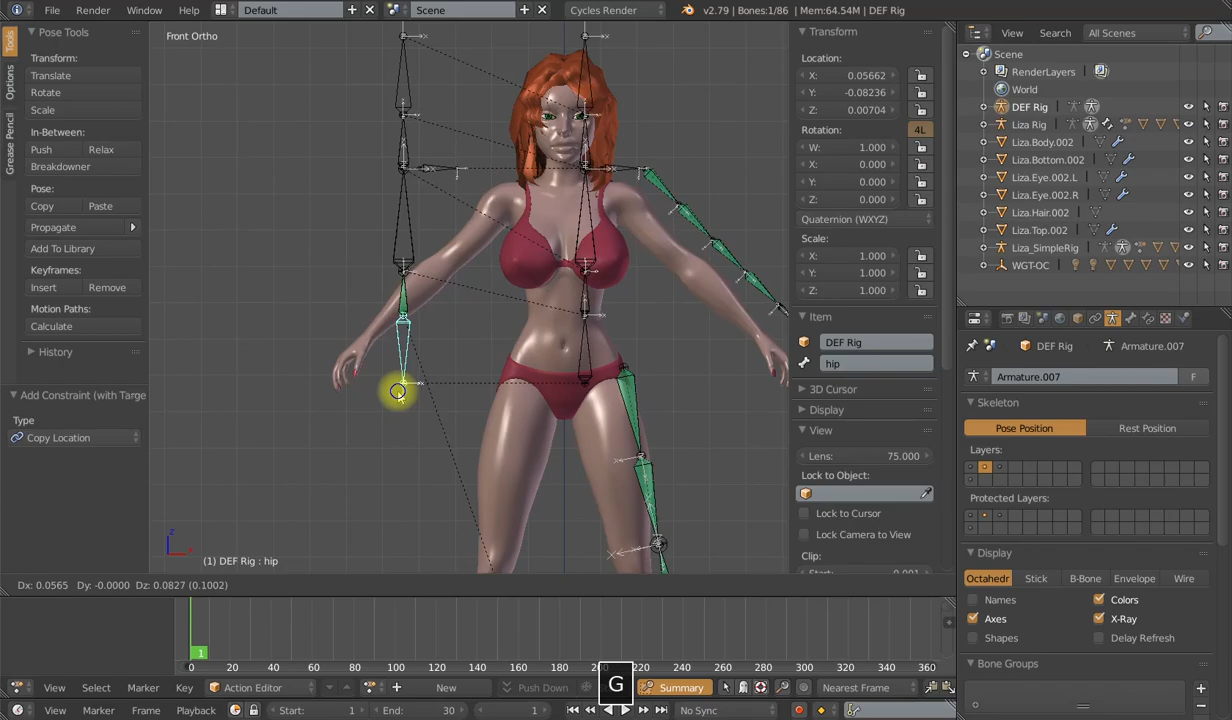 File Render Window Help Default Scene Cycles Render v2.79 | Bones:1/86 | Mem:64.54M | DEF Rig
Tools
Options
Grease Pencil
Pose Tools
Transform:
Translate
Rotate
Scale
In-Between:
Push Relax
Breakdowner
Pose:
Copy Paste
Propagate
Add To Library
Keyframes:
Insert Remove
Motion Paths:
Calculate
History
Add Constraint (with Targe
Type
Copy Location
Front Ortho
(1) DEF Rig : hip
Dx: 0.0565 Dy: -0.0000 Dz: 0.0827 (0.1002)
Transform
Location:
X: 0.05662
Y: -0.08236
Z: 0.00704
Rotation: 4L
W: 1.000
X: 0.000
Y: 0.000
Z: 0.000
Quaternion (WXYZ)
Scale:
X: 1.000
Y: 1.000
Z: 1.000
Item
DEF Rig
hip
3D Cursor
Display
View
Lens: 75.000
Lock to Object:
Lock to Cursor
Lock Camera to View
Clip:
View Search All Scenes
Scene
RenderLayers
World
DEF Rig
Liza Rig
Liza.Body.002
Liza.Bottom.002
Liza.Eye.002.L
Liza.Eye.002.R
Liza.Hair.002
Liza.Top.002
Liza_SimpleRig
WGT-OC
DEF Rig Armature.007
Armature.007 F
Skeleton
Pose Position Rest Position
Layers:
Protected Layers:
Display
Octahedr Stick B-Bone Envelope Wire
Names Colors
Axes X-Ray
Shapes Delay Refresh
Bone Groups
1
0 20 40 60 80 100 120 140 160 180 200 220 240 260 280 300 320 340 360
G
View Select Marker Key Action Editor New Push Down Summary Nearest Frame
View Marker Frame Playback Start: 1 End: 30 1 No Sync